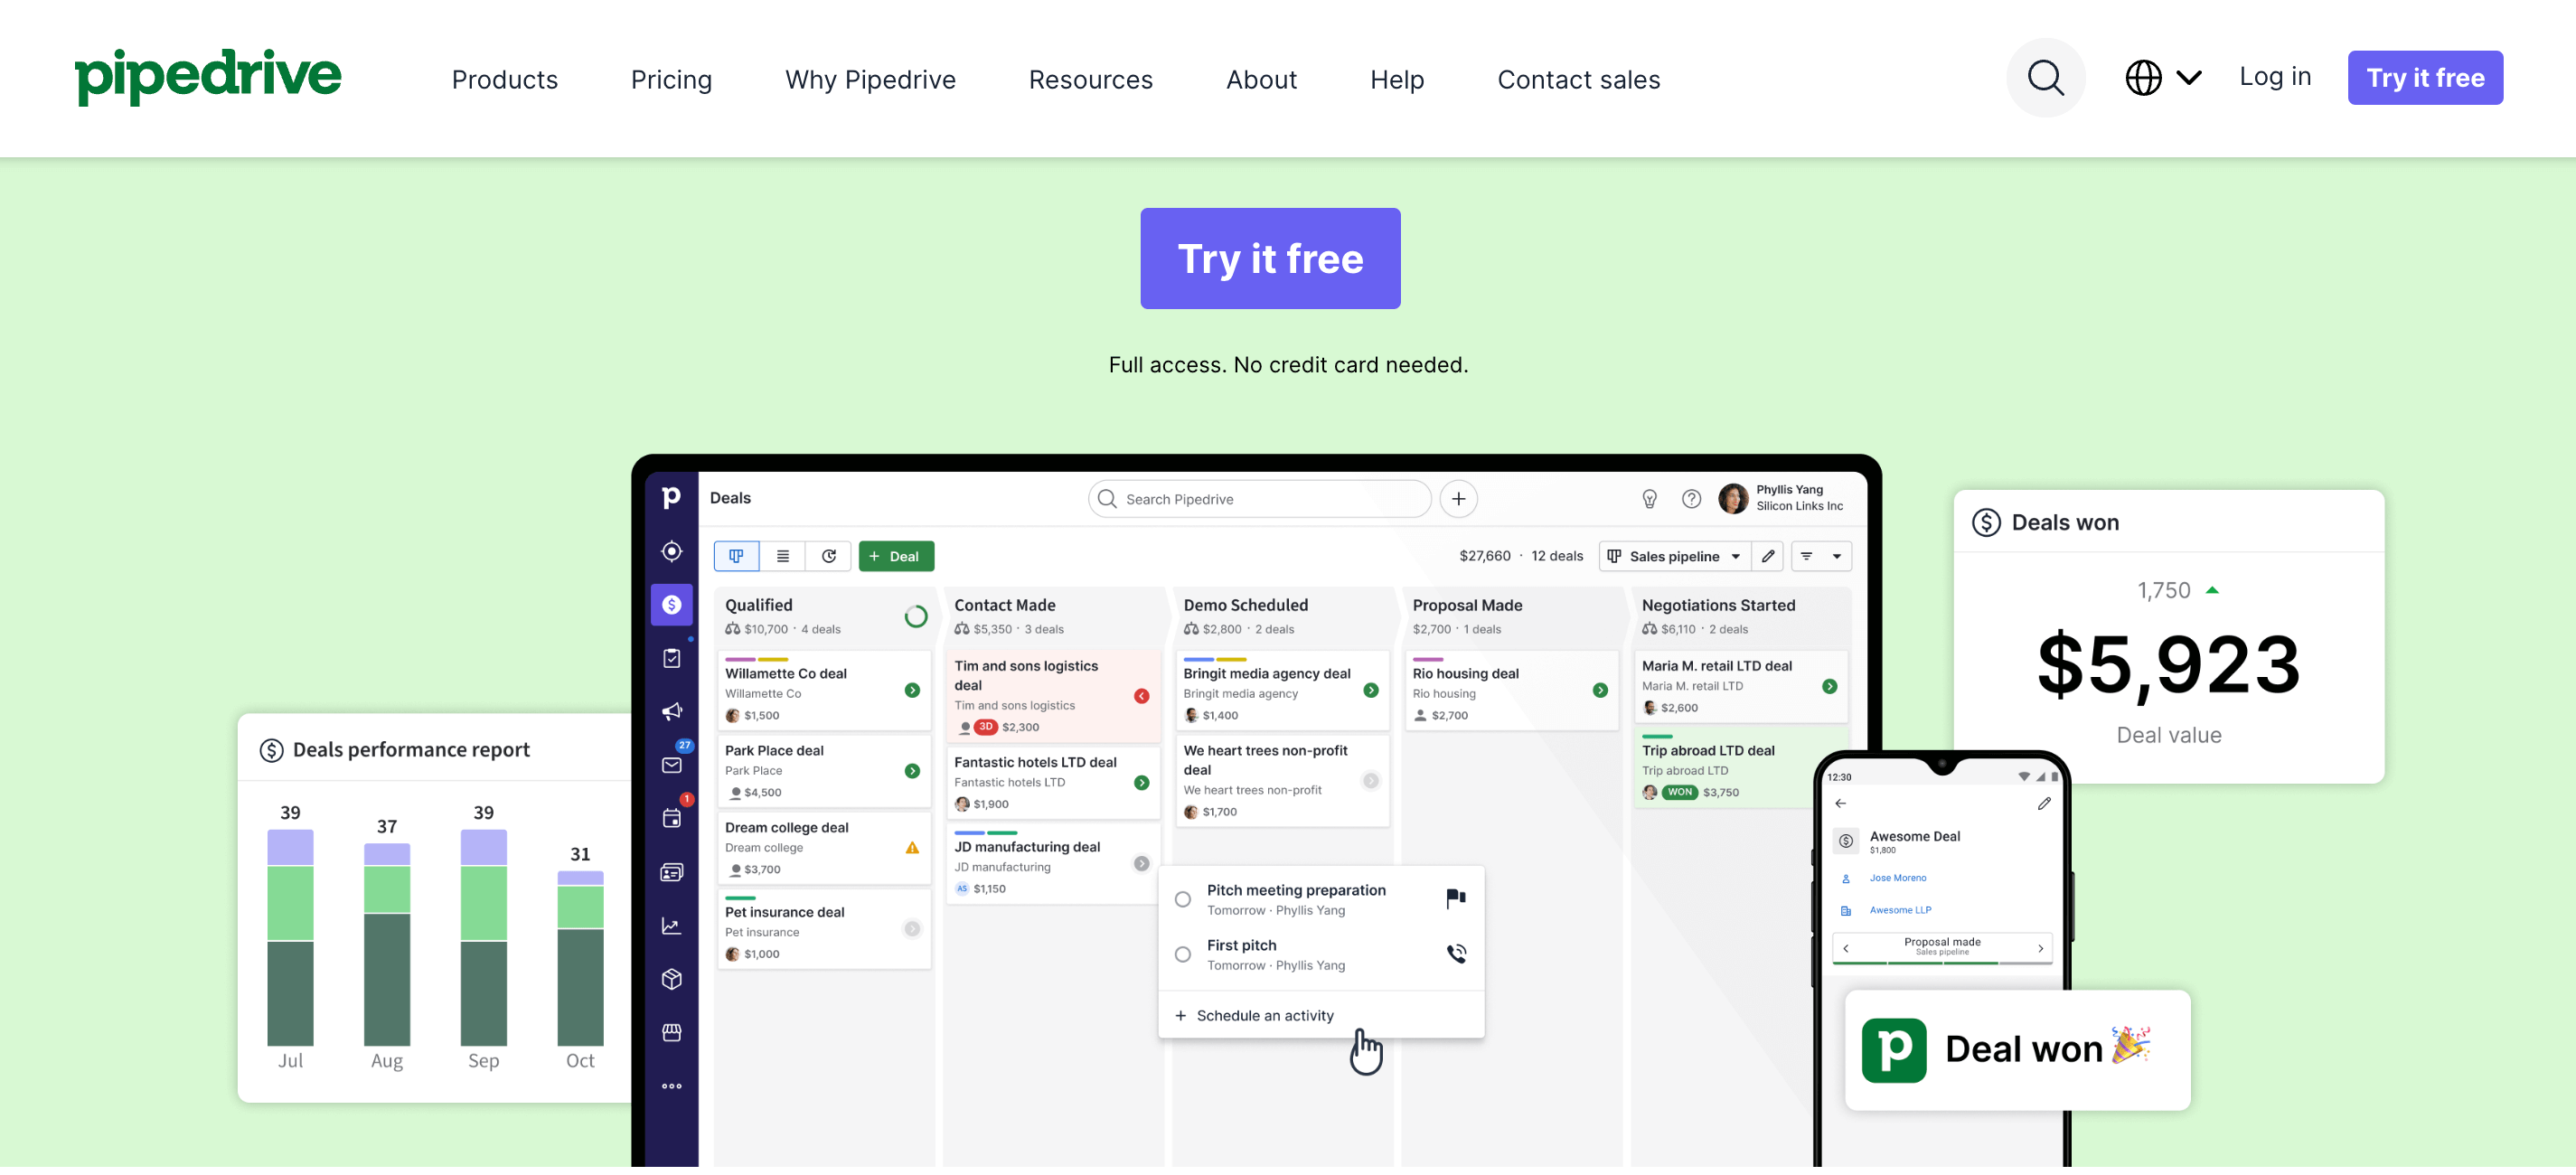 pipedrive
Products
Pricing
Why Pipedrive
Resources
About
Help
Contact sales
Log in
Try it free
Try it free
Full access. No credit card needed.
Deals performance report
39
37
39
31
Jul
Aug
Sep
Oct
p
27
1
Deals
Search Pipedrive
Phyllis Yang
Silicon Links Inc
+ Deal
$27,660 · 12 deals
Sales pipeline
Qualified
$10,700 · 4 deals
Willamette Co deal
Willamette Co
$1,500
Park Place deal
Park Place
$4,500
Dream college deal
Dream college
$3,700
Pet insurance deal
Pet insurance
$1,000
Contact Made
$5,350 · 3 deals
Tim and sons logistics
deal
Tim and sons logistics
3D $2,300
Fantastic hotels LTD deal
Fantastic hotels LTD
$1,900
JD manufacturing deal
JD manufacturing
AS $1,150
Demo Scheduled
$2,800 · 2 deals
Bringit media agency deal
Bringit media agency
$1,400
We heart trees non-profit
deal
We heart trees non-profit
$1,700
Pitch meeting preparation
Tomorrow · Phyllis Yang
First pitch
Tomorrow · Phyllis Yang
+ Schedule an activity
Proposal Made
$2,700 · 1 deals
Rio housing deal
Rio housing
$2,700
Negotiations Started
$6,110 · 2 deals
Maria M. retail LTD deal
Maria M. retail LTD
$2,600
Trip abroad LTD deal
Trip abroad LTD
WON $3,750
Deals won
1,750
$5,923
Deal value
12:30
Awesome Deal
$1,800
Jose Moreno
Awesome LLP
Proposal made
Sales pipeline
p
Deal won